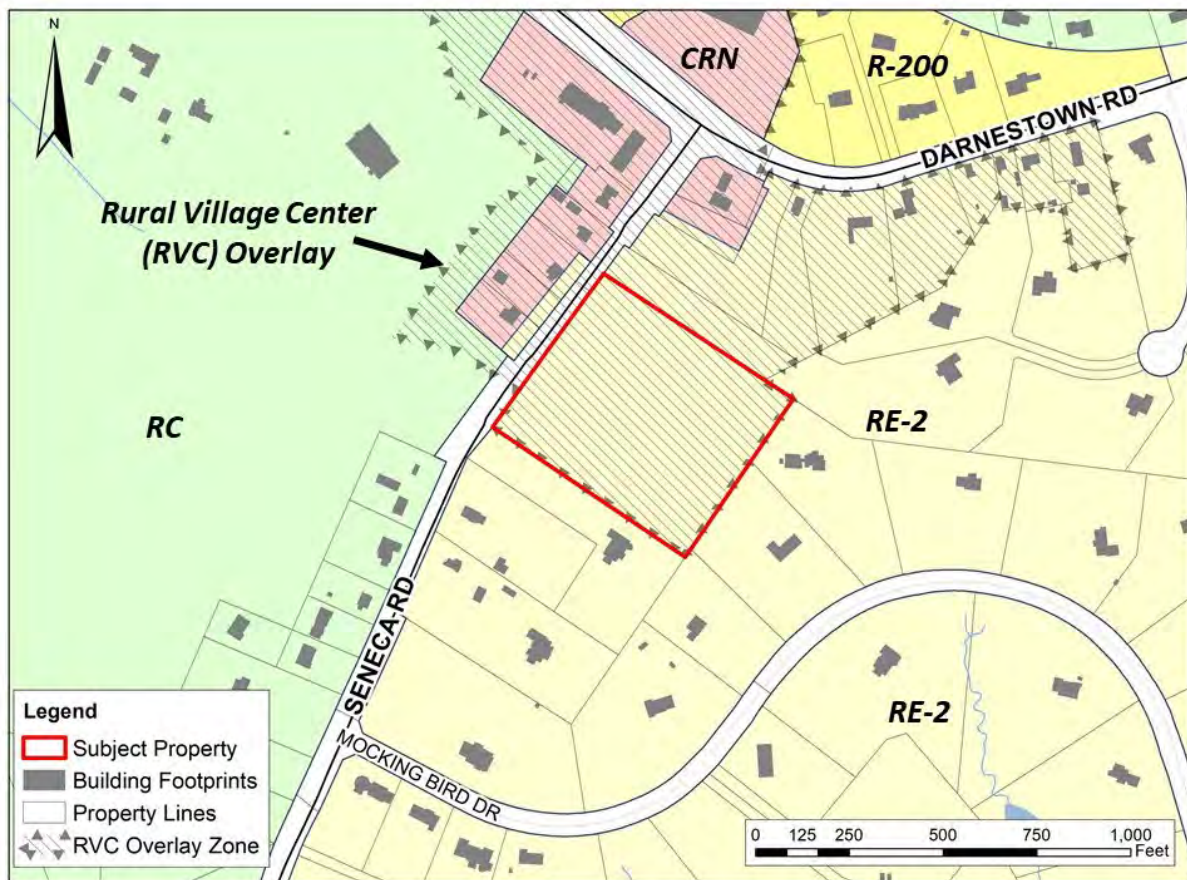 N
CRN
R-200
DARNESTOWN RD
Rural Village Center
(RVC) Overlay
RC
RE-2
SENECA RD
RE-2
MOCKING BIRD DR
Legend
Subject Property
Building Footprints
Property Lines
RVC Overlay Zone
0 125 250 500 750 1,000
Feet